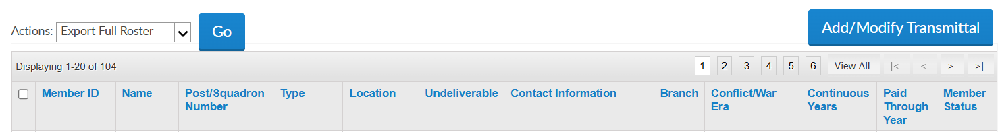 Actions: Export Full Roster Go Add/Modify Transmittal
Displaying 1-20 of 104 1 2 3 4 5 6 View All |< < > >|
Member ID Name Post/Squadron Number Type Location Undeliverable Contact Information Branch Conflict/War Era Continuous Years Paid Through Year Member Status